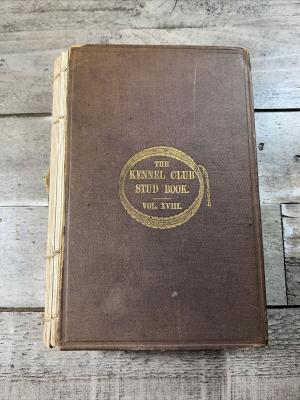 THE
KENNEL CLUB
STUD BOOK.
VOL. XVIII.